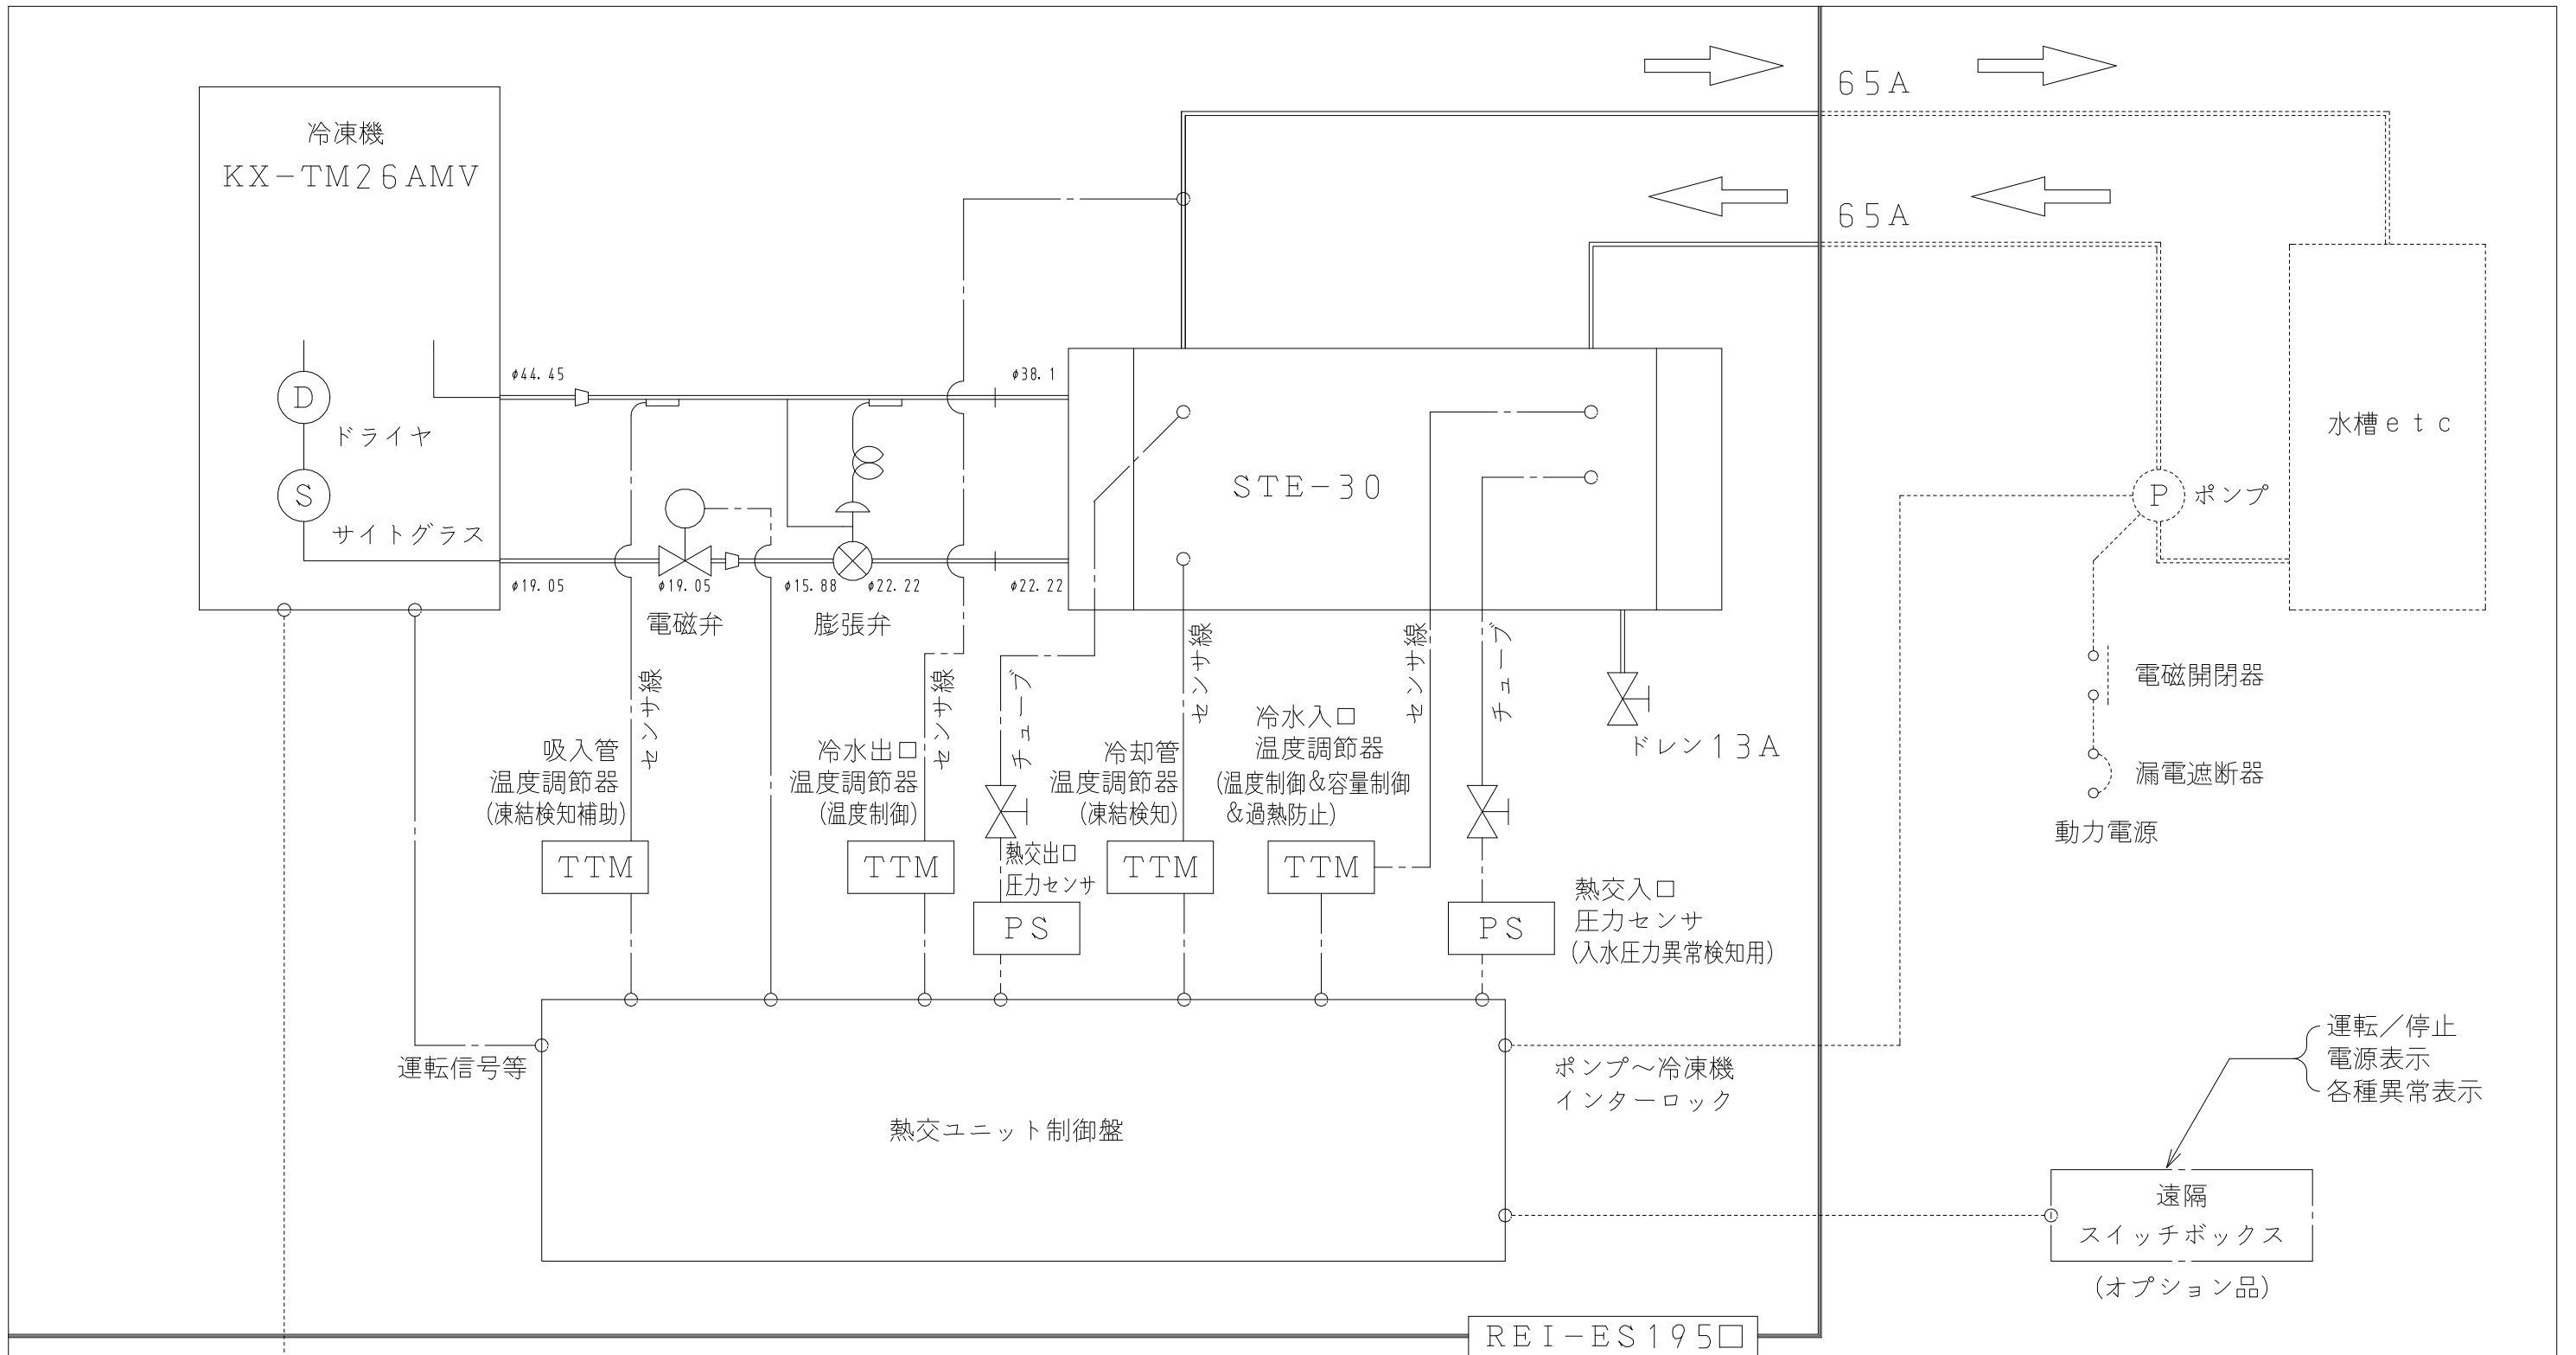 冷凍機
KX-TM26AMV
D
ドライヤ
S
サイトグラス
65A
65A
φ44.45
φ38.1
STE-30
水槽etc
P
ポンプ
φ19.05
φ19.05
φ15.88
φ22.22
φ22.22
電磁弁
膨張弁
センサ線
センサ線
チューブ
センサ線
センサ線
チューブ
ドレン13A
電磁開閉器
漏電遮断器
動力電源
吸入管
温度調節器
(凍結検知補助)
TTM
冷水出口
温度調節器
(温度制御)
TTM
熱交出口
圧力センサ
PS
冷却管
温度調節器
(凍結検知)
TTM
冷水入口
温度調節器
(温度制御&容量制御
&過熱防止)
TTM
熱交入口
圧力センサ
(入水圧力異常検知用)
PS
運転信号等
熱交ユニット制御盤
ポンプ~冷凍機
インターロック
運転/停止
電源表示
各種異常表示
遠隔
スイッチボックス
(オプション品)
REI-ES195□